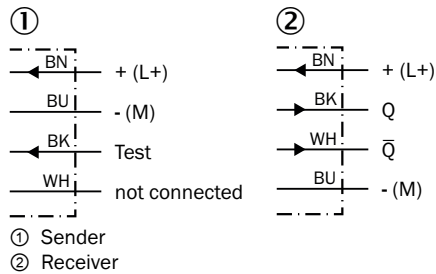 ① ②
BN + (L+)
BU - (M)
BK Test
WH not connected
BN + (L+)
BK Q
WH Q̅
BU - (M)
① Sender
② Receiver